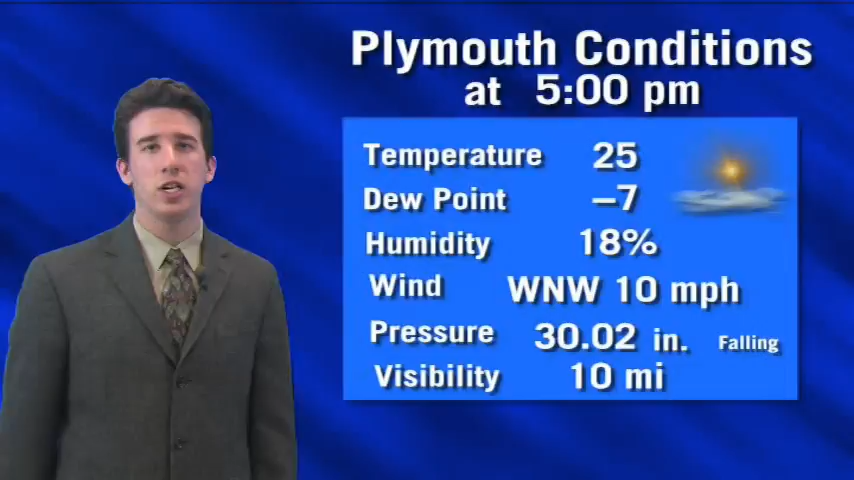 Plymouth Conditions
at 5:00 pm
Temperature 25
Dew Point –7
Humidity 18%
Wind WNW 10 mph
Pressure 30.02 in. Falling
Visibility 10 mi